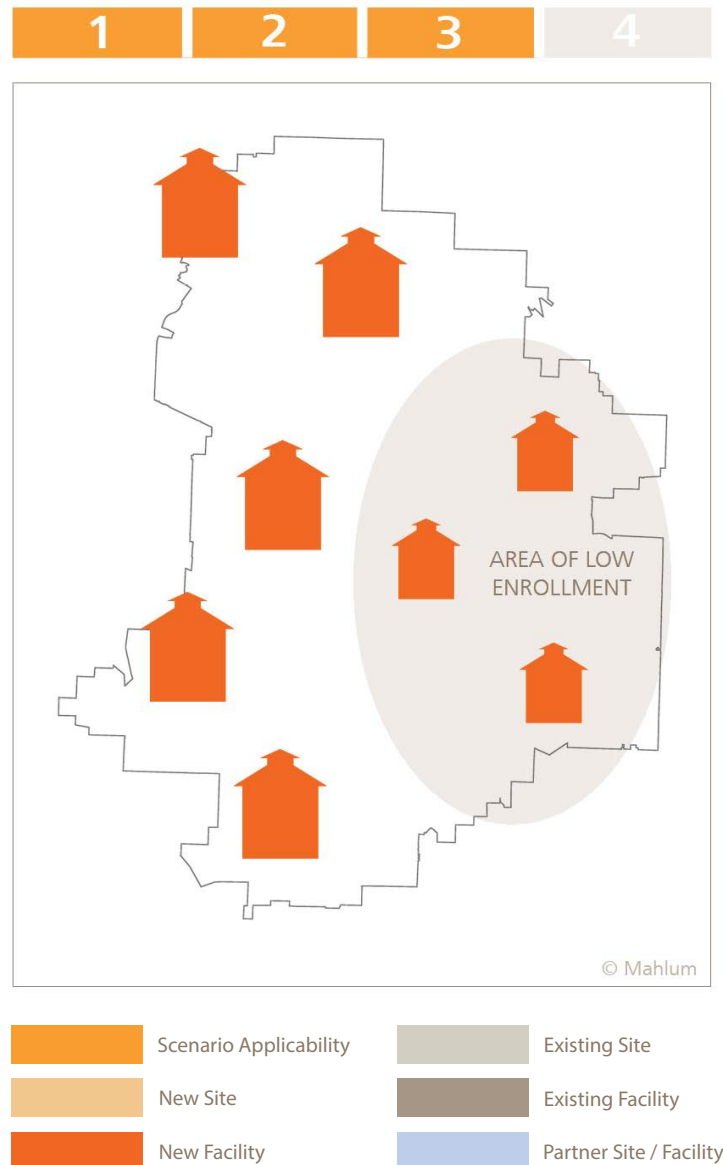 1 2 3 4
AREA OF LOW
ENROLLMENT
© Mahlum
Scenario Applicability
Existing Site
New Site
Existing Facility
New Facility
Partner Site / Facility